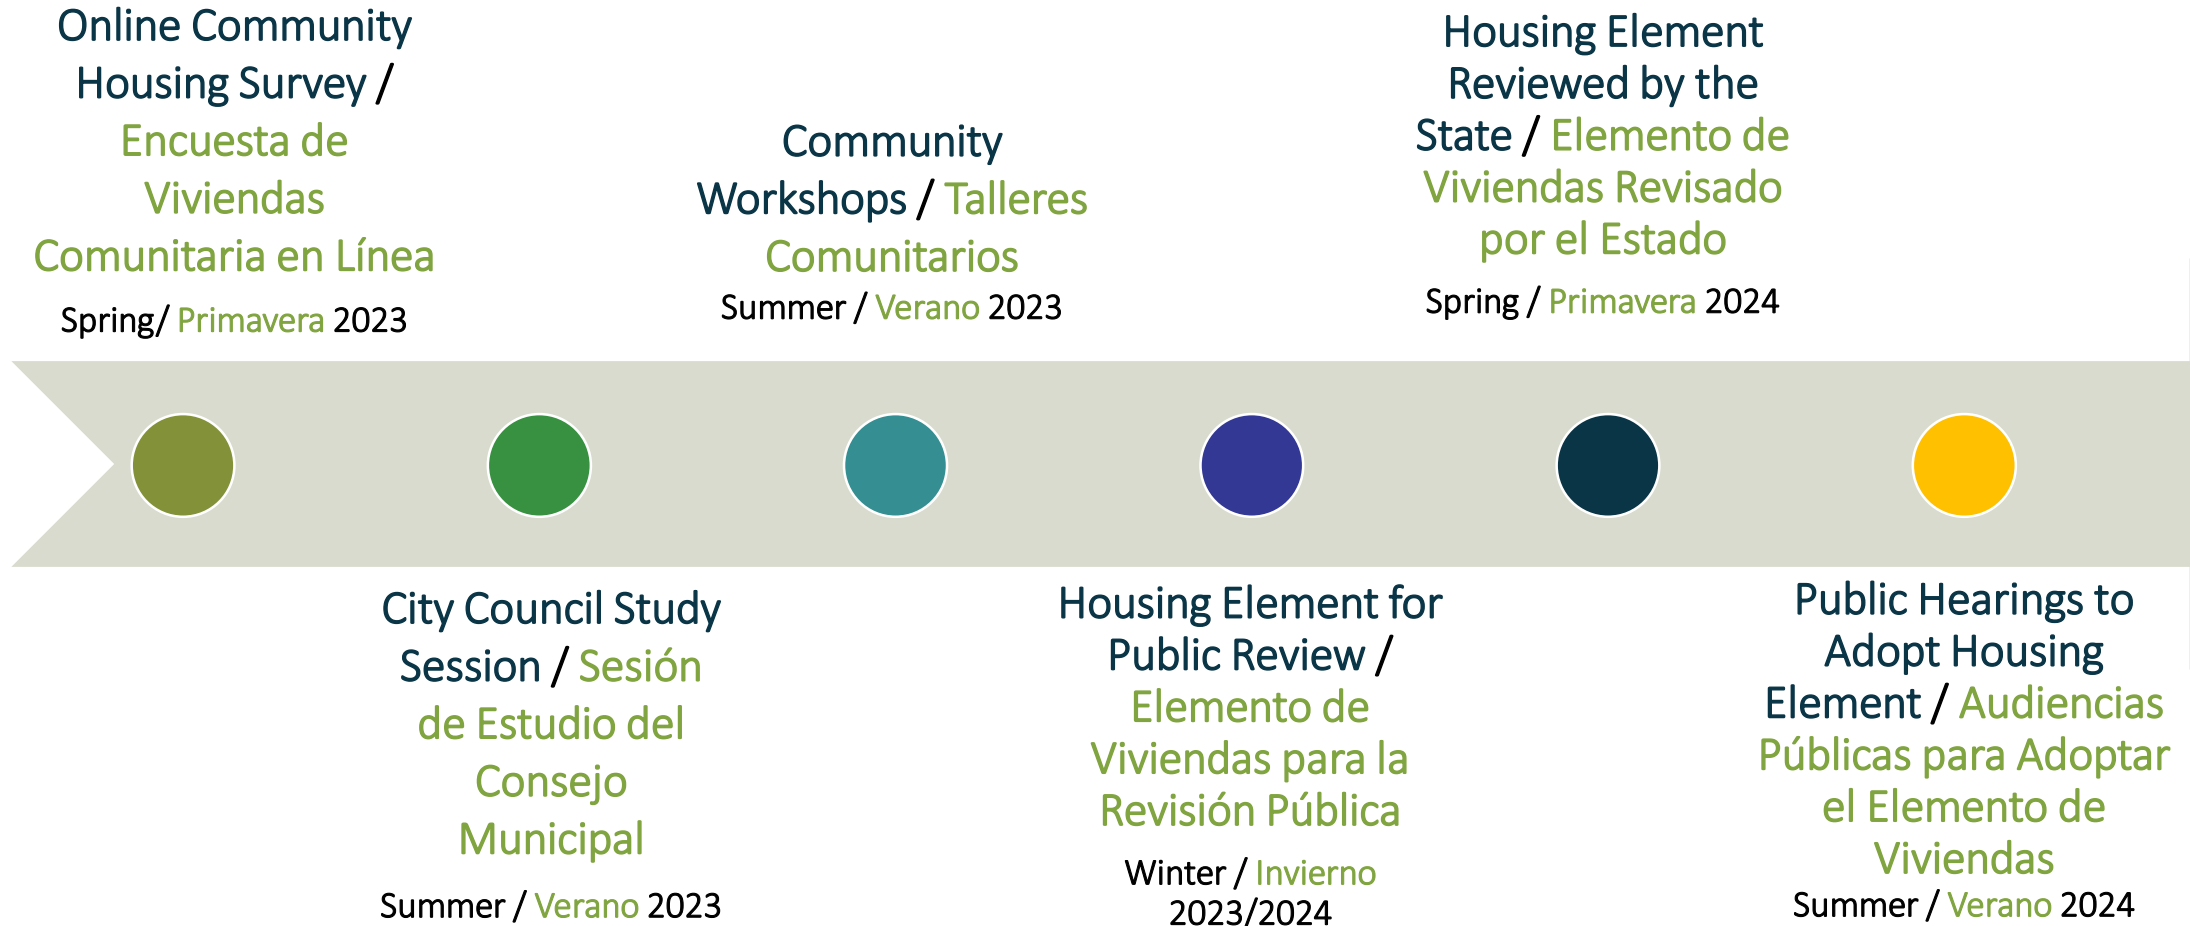 Online Community
Housing Survey /
Encuesta de
Viviendas
Comunitaria en Línea
Spring/ Primavera 2023
City Council Study
Session / Sesión
de Estudio del
Consejo
Municipal
Summer / Verano 2023
Community
Workshops / Talleres
Comunitarios
Summer / Verano 2023
Housing Element for
Public Review /
Elemento de
Viviendas para la
Revisión Pública
Winter / Invierno
2023/2024
Housing Element
Reviewed by the
State / Elemento de
Viviendas Revisado
por el Estado
Spring / Primavera 2024
Public Hearings to
Adopt Housing
Element / Audiencias
Públicas para Adoptar
el Elemento de
Viviendas
Summer / Verano 2024